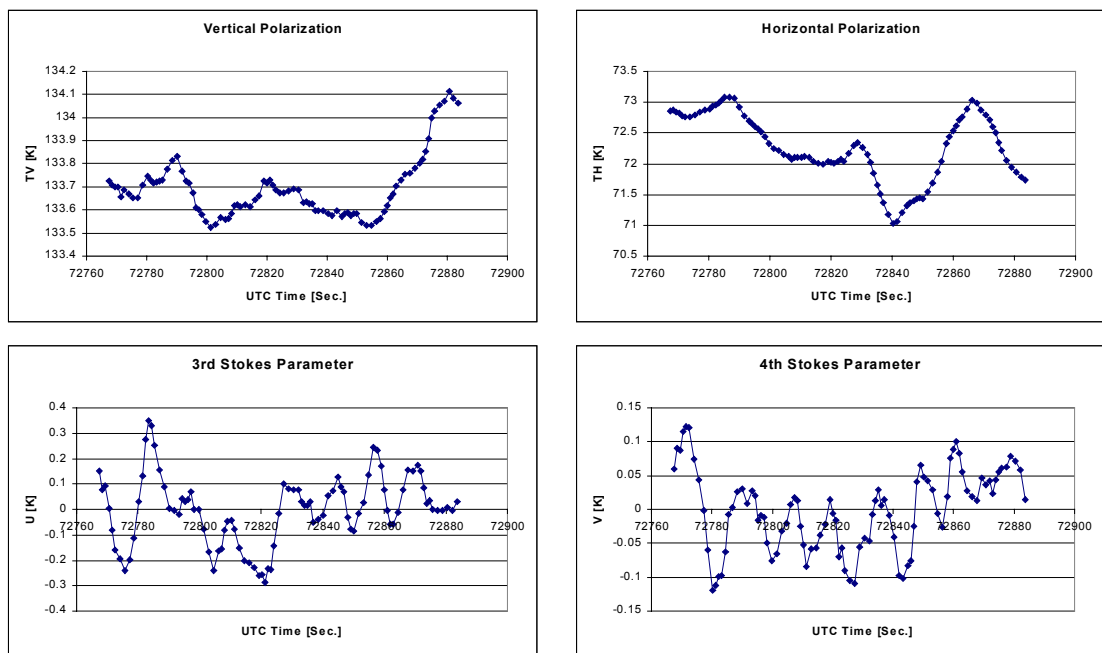 Vertical Polarization
TV [K]
134.2
134.1
134
133.9
133.8
133.7
133.6
133.5
133.4
72760 72780 72800 72820 72840 72860 72880 72900
UTC Time [Sec.]
Horizontal Polarization
TH [K]
73.5
73
72.5
72
71.5
71
70.5
72760 72780 72800 72820 72840 72860 72880 72900
UTC Time [Sec.]
3rd Stokes Parameter
U [K]
0.4
0.3
0.2
0.1
0
-0.1
-0.2
-0.3
-0.4
72760 72780 72800 72820 72840 72860 72880 72900
UTC Time [Sec.]
4th Stokes Parameter
V [K]
0.15
0.1
0.05
0
-0.05
-0.1
-0.15
72760 72780 72800 72820 72840 72860 72880 72900
UTC Time [Sec.]